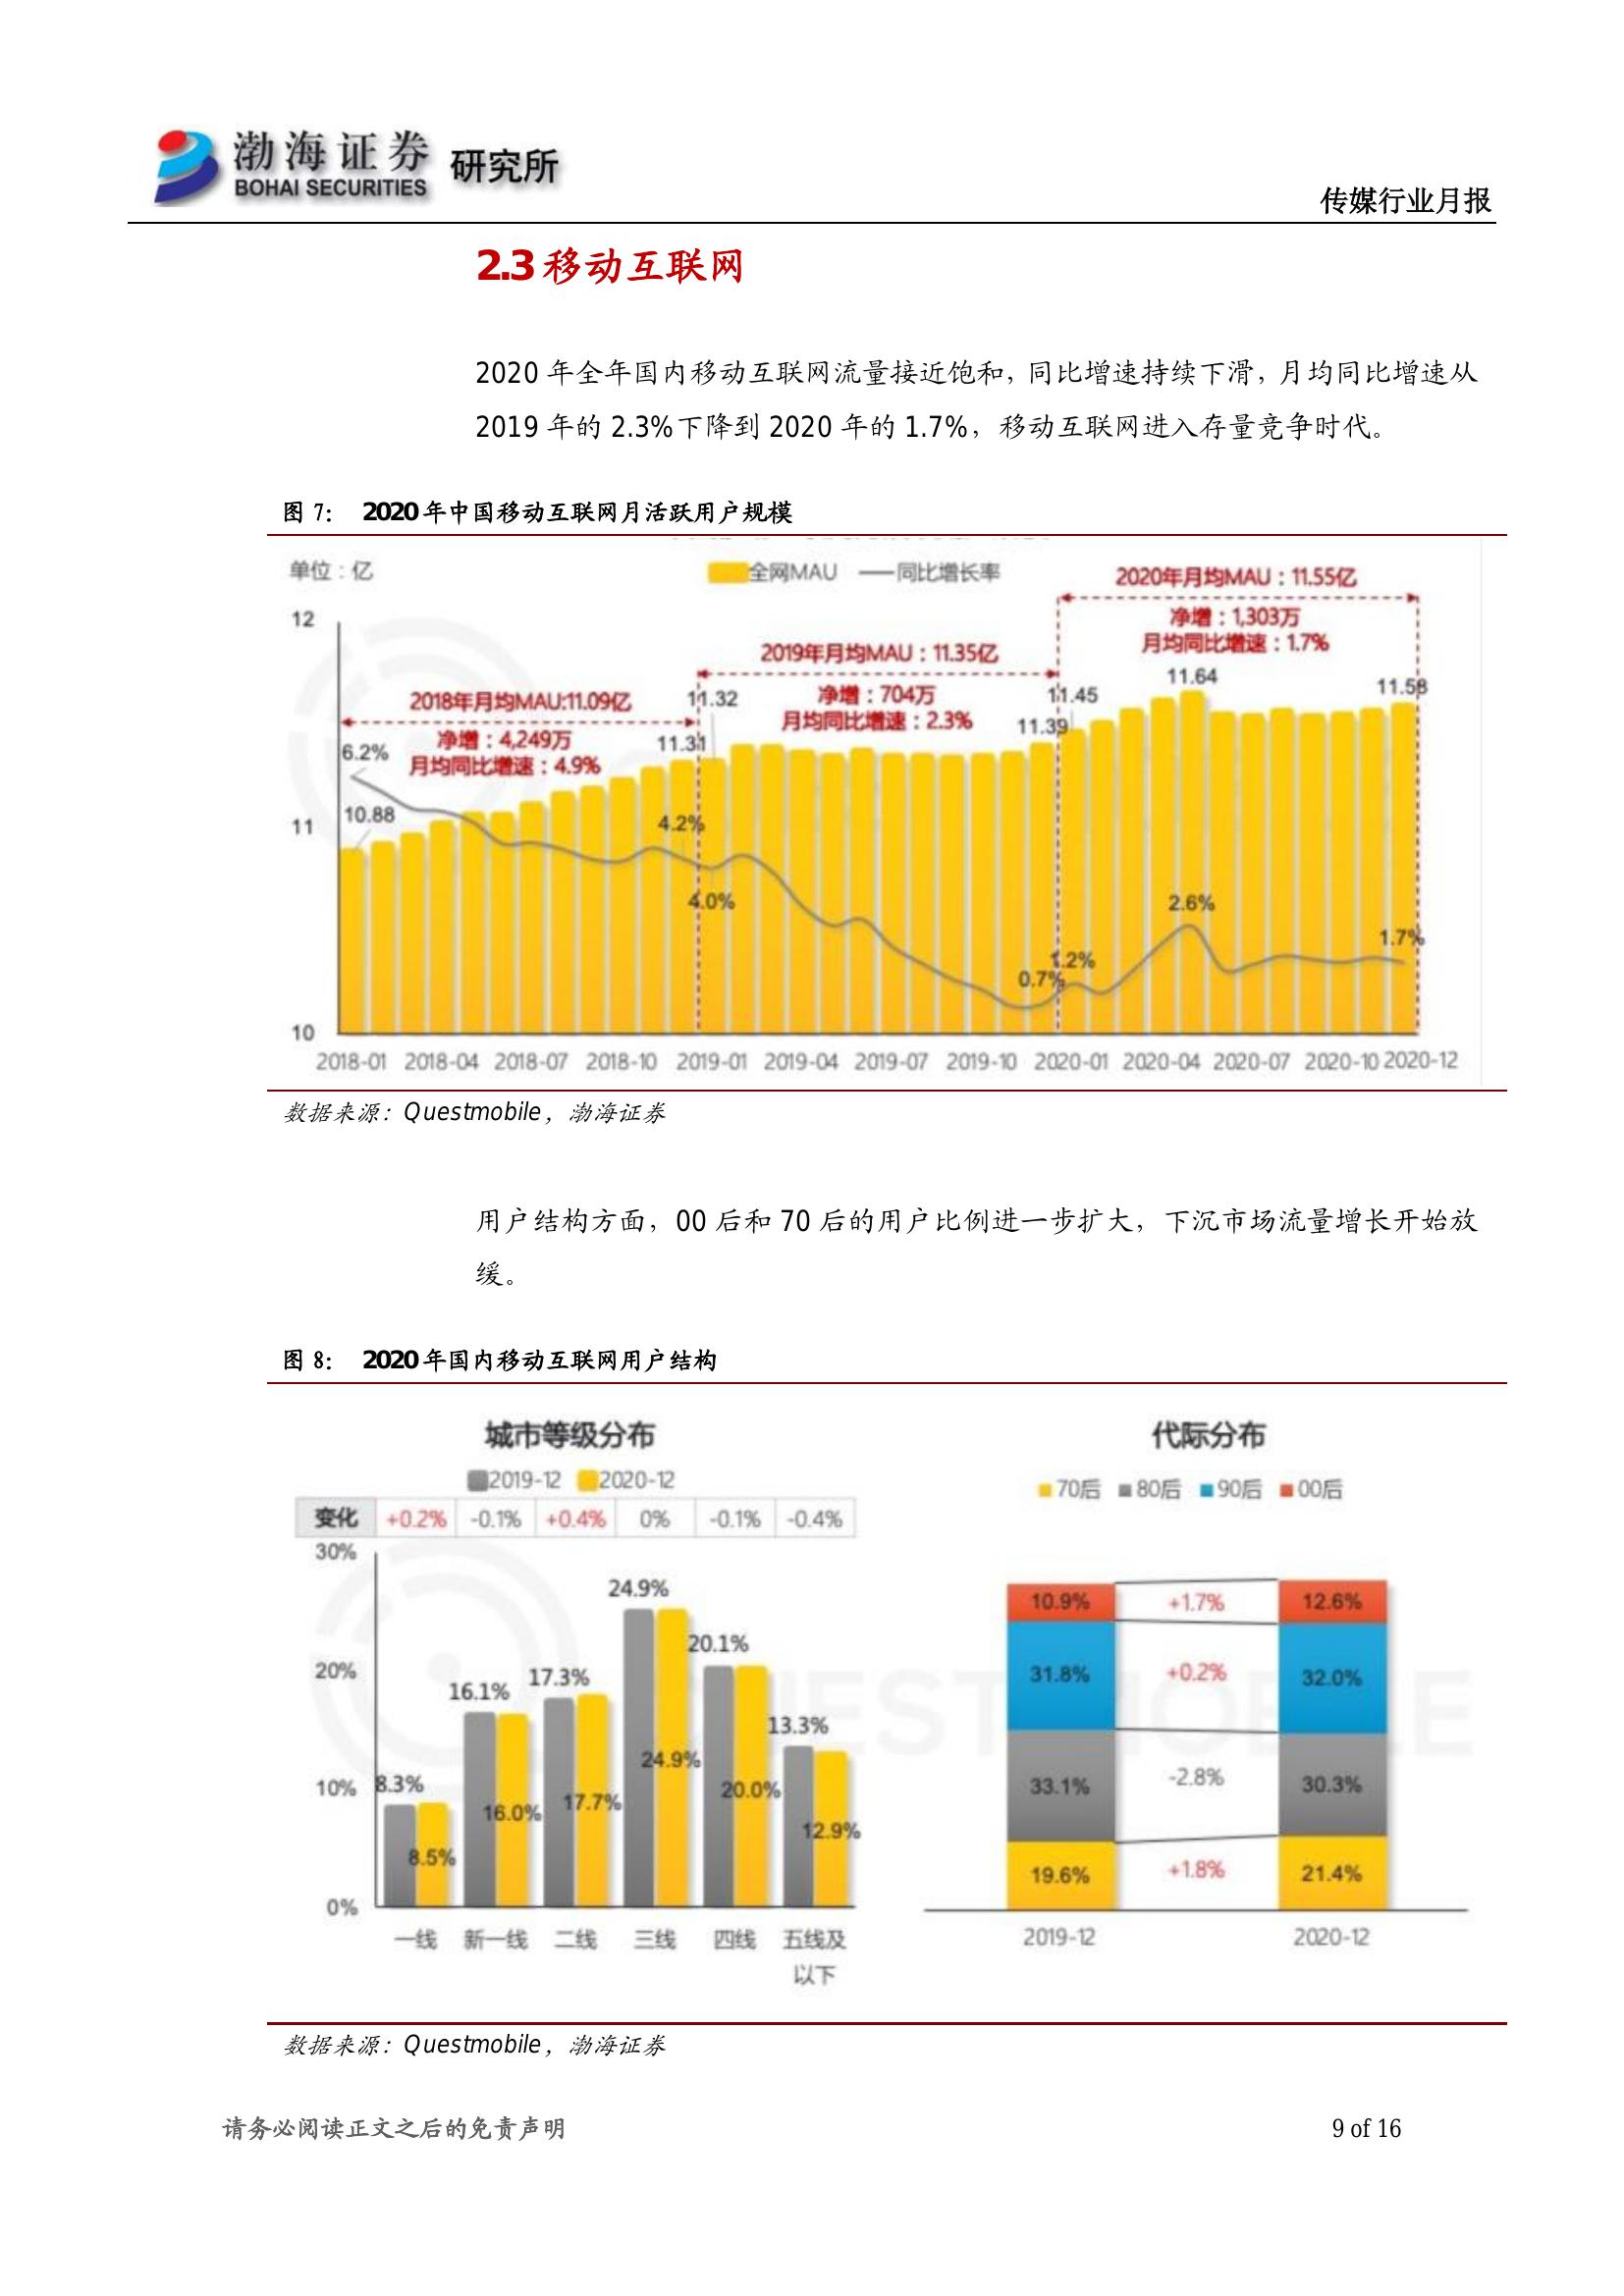 渤海证券 研究所
BOHAI SECURITIES
传媒行业月报
2.3 移动互联网
2020 年全年国内移动互联网流量接近饱和，同比增速持续下滑，月均同比增速从
2019 年的 2.3%下降到 2020 年的 1.7%，移动互联网进入存量竞争时代。
图 7： 2020 年中国移动互联网月活跃用户规模
单位：亿
全网MAU 同比增长率
2020年月均MAU：11.55亿
净增：1,303万
月均同比增速：1.7%
2019年月均MAU：11.35亿
净增：704万
月均同比增速：2.3%
2018年月均MAU:11.09亿
净增：4,249万
月均同比增速：4.9%
12
11
10
6.2%
10.88
11.31
11.32
11.39
11.45
11.64
11.58
4.2%
4.0%
0.7%
1.2%
2.6%
1.7%
2018-01 2018-04 2018-07 2018-10 2019-01 2019-04 2019-07 2019-10 2020-01 2020-04 2020-07 2020-10 2020-12
数据来源：Questmobile，渤海证券
用户结构方面，00 后和 70 后的用户比例进一步扩大，下沉市场流量增长开始放
缓。
图 8： 2020 年国内移动互联网用户结构
城市等级分布
2019-12 2020-12
变化 +0.2% -0.1% +0.4% 0% -0.1% -0.4%
30%
20%
10%
0%
8.3% 16.1% 17.3% 24.9% 20.1% 13.3%
8.5% 16.0% 17.7% 24.9% 20.0% 12.9%
一线 新一线 二线 三线 四线 五线及
以下
代际分布
70后 80后 90后 00后
10.9% +1.7% 12.6%
31.8% +0.2% 32.0%
33.1% -2.8% 30.3%
19.6% +1.8% 21.4%
2019-12 2020-12
数据来源：Questmobile，渤海证券
请务必阅读正文之后的免责声明
9 of 16